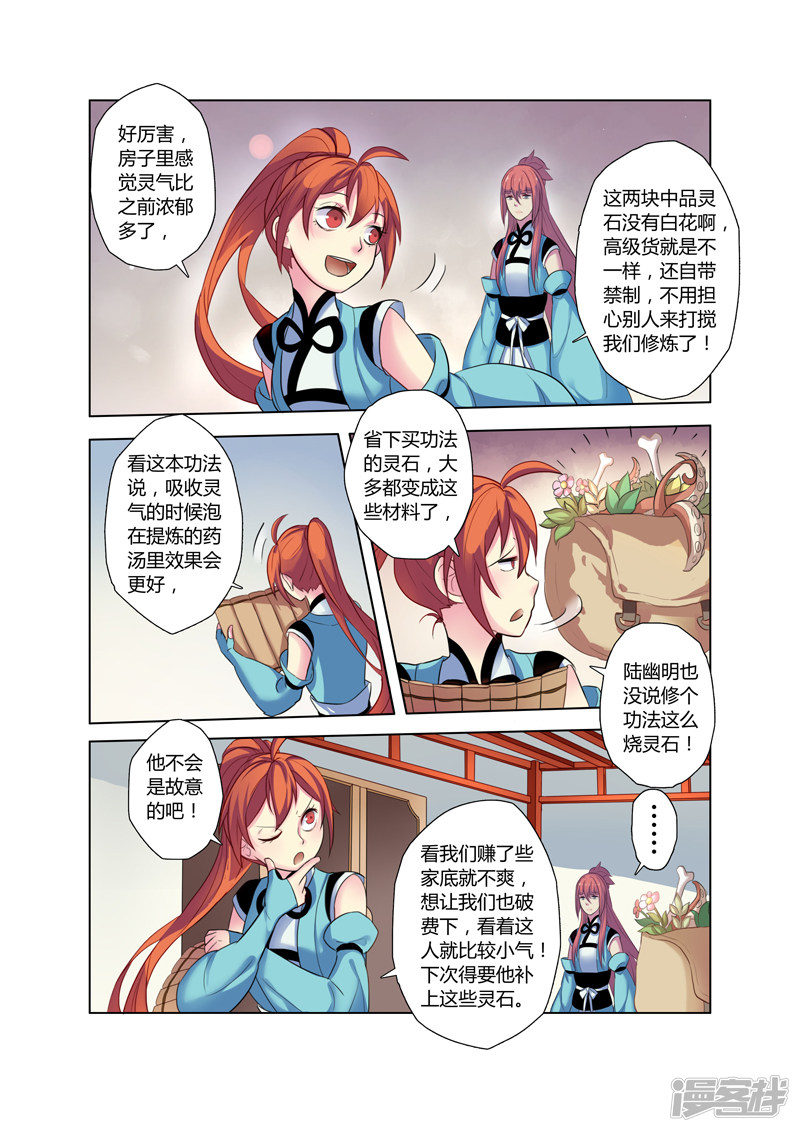 好厉害，
房子里感
觉灵气比
之前浓郁
多了，
这两块中品灵
石没有白花啊，
高级货就是不
一样，还自带
禁制，不用担
心别人来打搅
我们修炼了！
看这本功法
说，吸收灵
气的时候泡
在提炼的药
汤里效果会
更好，
省下买功法
的灵石，大
多都变成这
些材料了，
陆幽明也
没说修个
功法这么
烧灵石！
他不会
是故意
的吧！
……
看我们赚了些
家底就不爽，
想让我们也破
费下，看着这
人就比较小气！
下次得要他补
上这些灵石。
漫客栈